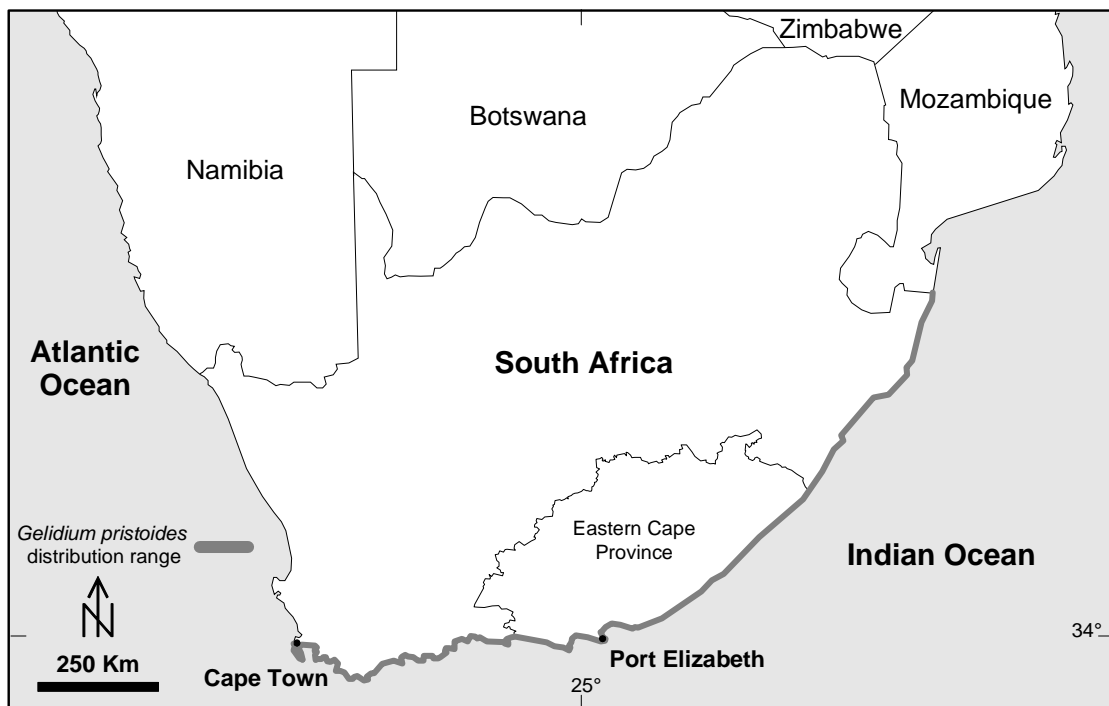 Zimbabwe
Mozambique
Botswana
Namibia
Atlantic
Ocean
South Africa
Gelidium pristoides
distribution range
Eastern Cape
Province
Indian Ocean
N
250 Km
Cape Town
Port Elizabeth
34°
25°